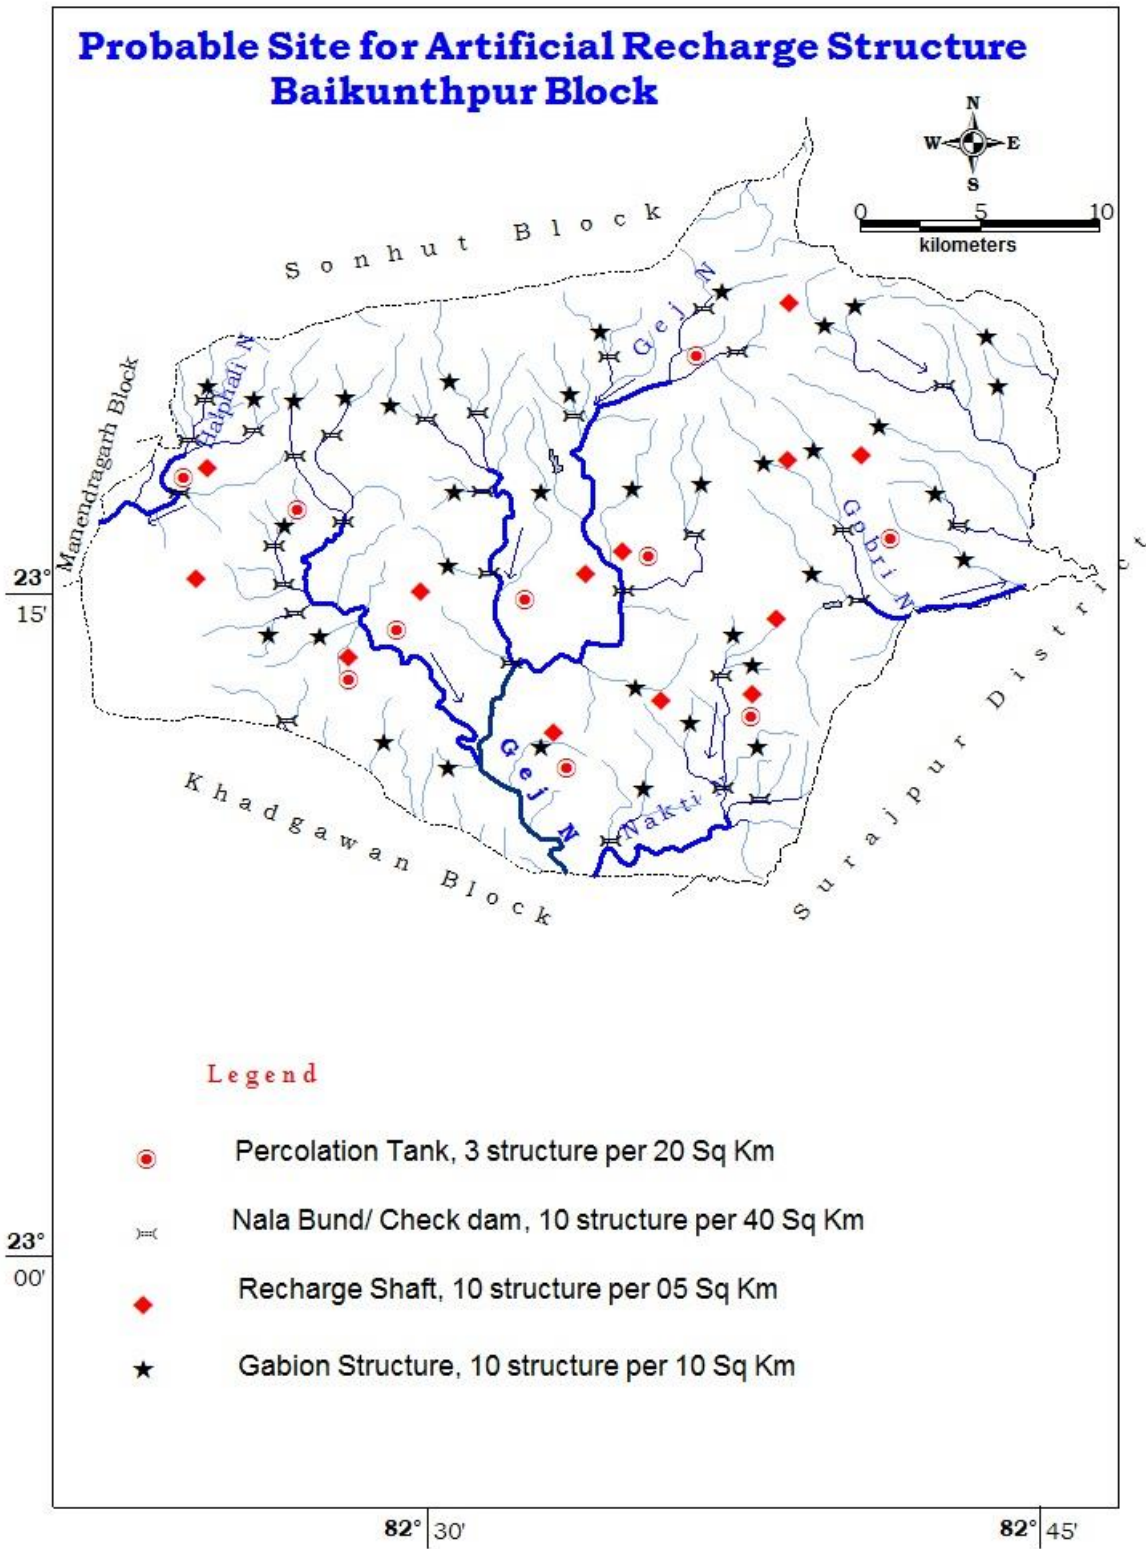 Probable Site for Artificial Recharge Structure
Baikunthpur Block
N
W E
S
0 5 10
kilometers
Sonhut Block
Gej N
Halphali N
Manendragarh Block
Gobri N
23°
15'
Surajpur District
Gej N
Nakti N
Khadgawan Block
Legend
Percolation Tank, 3 structure per 20 Sq Km
Nala Bund/ Check dam, 10 structure per 40 Sq Km
23°
00'
Recharge Shaft, 10 structure per 05 Sq Km
Gabion Structure, 10 structure per 10 Sq Km
82° 30'
82° 45'